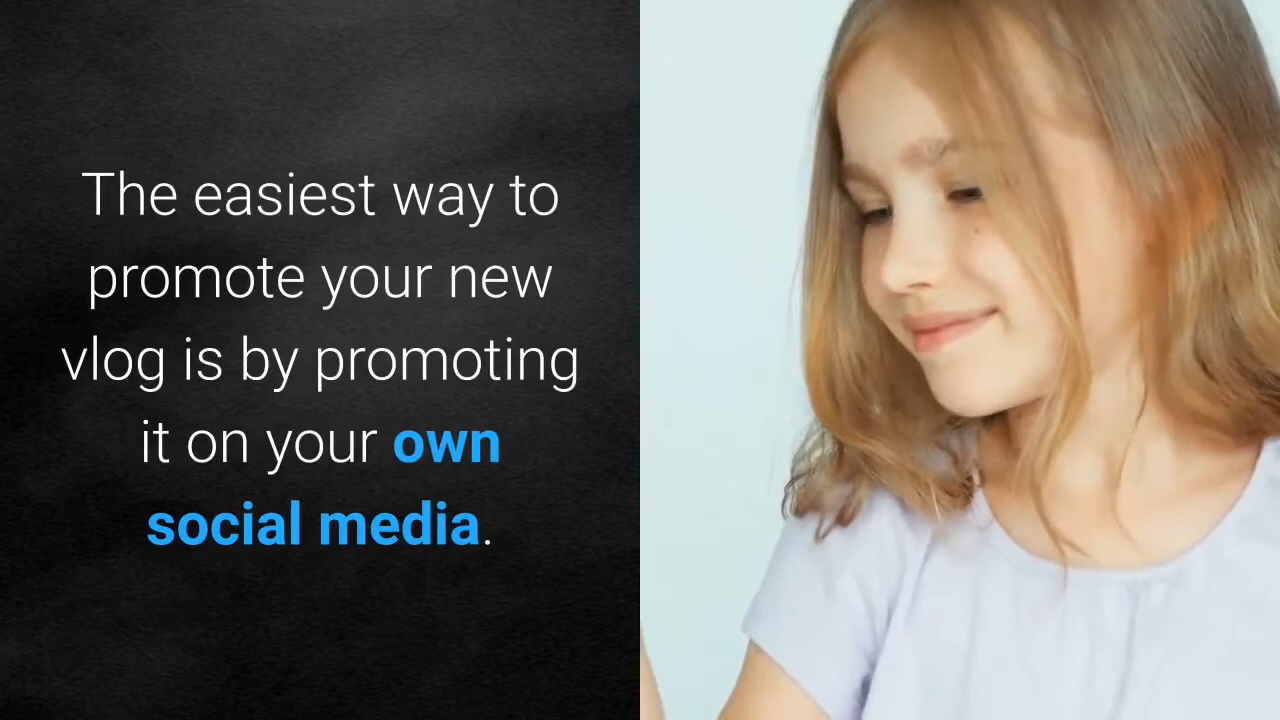 The easiest way to
promote your new
vlog is by promoting
it on your own
social media.